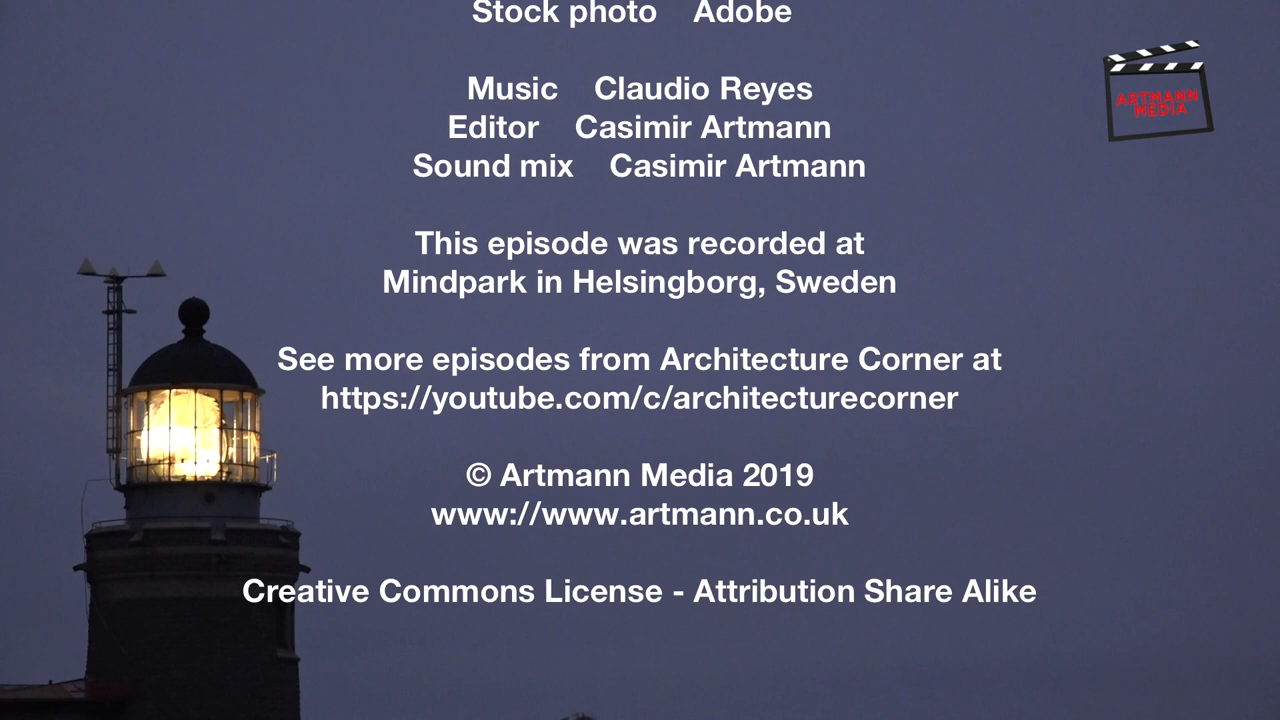 Stock photo Adobe
Music Claudio Reyes
Editor Casimir Artmann
Sound mix Casimir Artmann
This episode was recorded at
Mindpark in Helsingborg, Sweden
See more episodes from Architecture Corner at
https://youtube.com/c/architecturecorner
© Artmann Media 2019
www://www.artmann.co.uk
Creative Commons License - Attribution Share Alike
ARTMANN
MEDIA